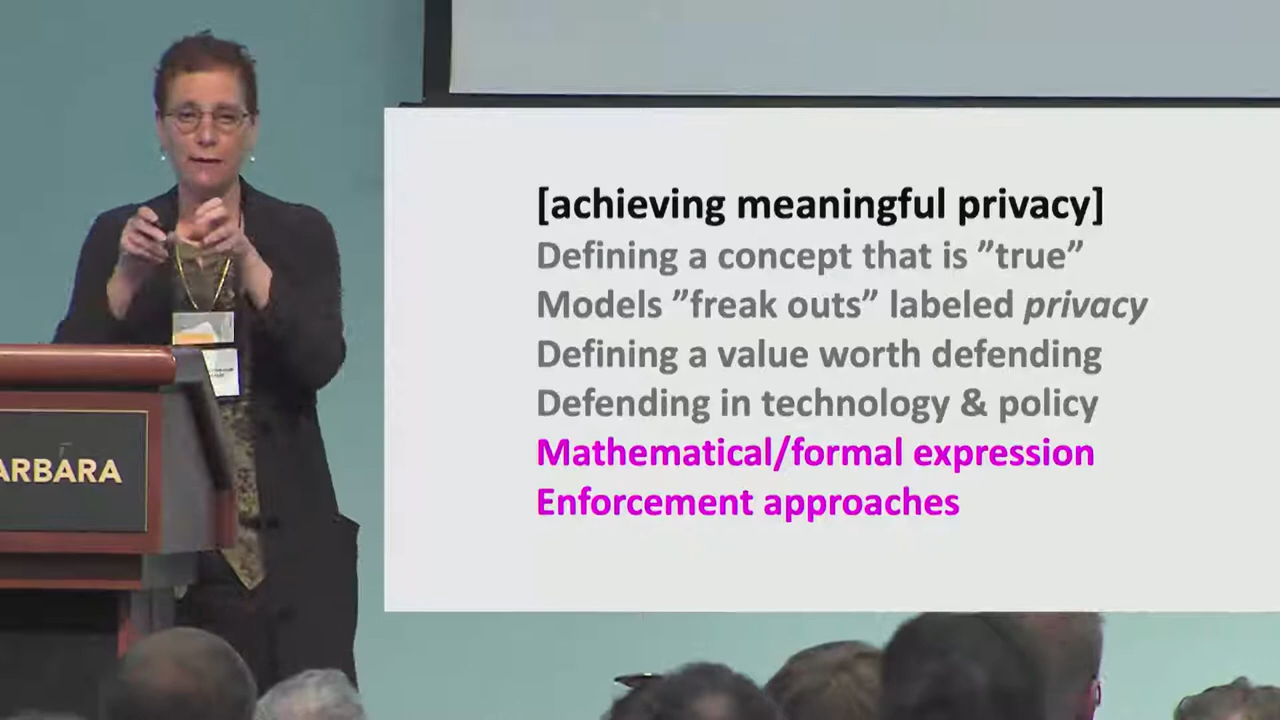 [achieving meaningful privacy]
Defining a concept that is ”true”
Models ”freak outs” labeled privacy
Defining a value worth defending
Defending in technology & policy
Mathematical/formal expression
Enforcement approaches
ARBARA